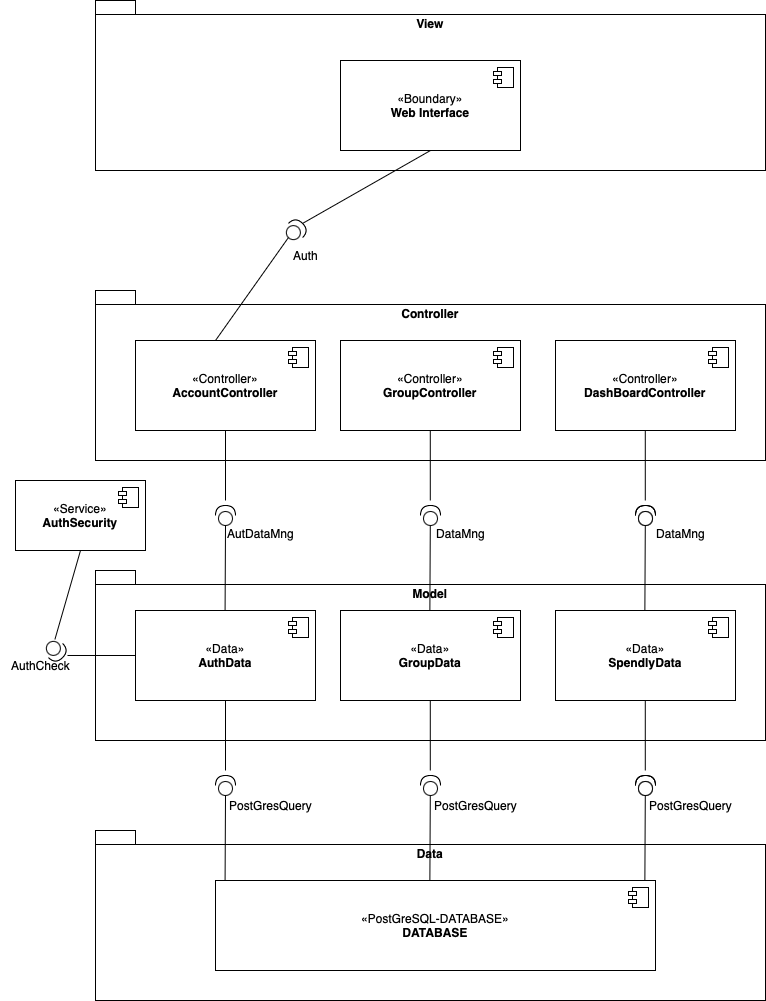 View
«Boundary»
Web Interface
Auth
Controller
«Controller»
AccountController
«Controller»
GroupController
«Controller»
DashBoardController
«Service»
AuthSecurity
AutDataMng
DataMng
DataMng
Model
«Data»
AuthData
«Data»
GroupData
«Data»
SpendlyData
AuthCheck
PostGresQuery
PostGresQuery
PostGresQuery
Data
«PostGreSQL-DATABASE»
DATABASE